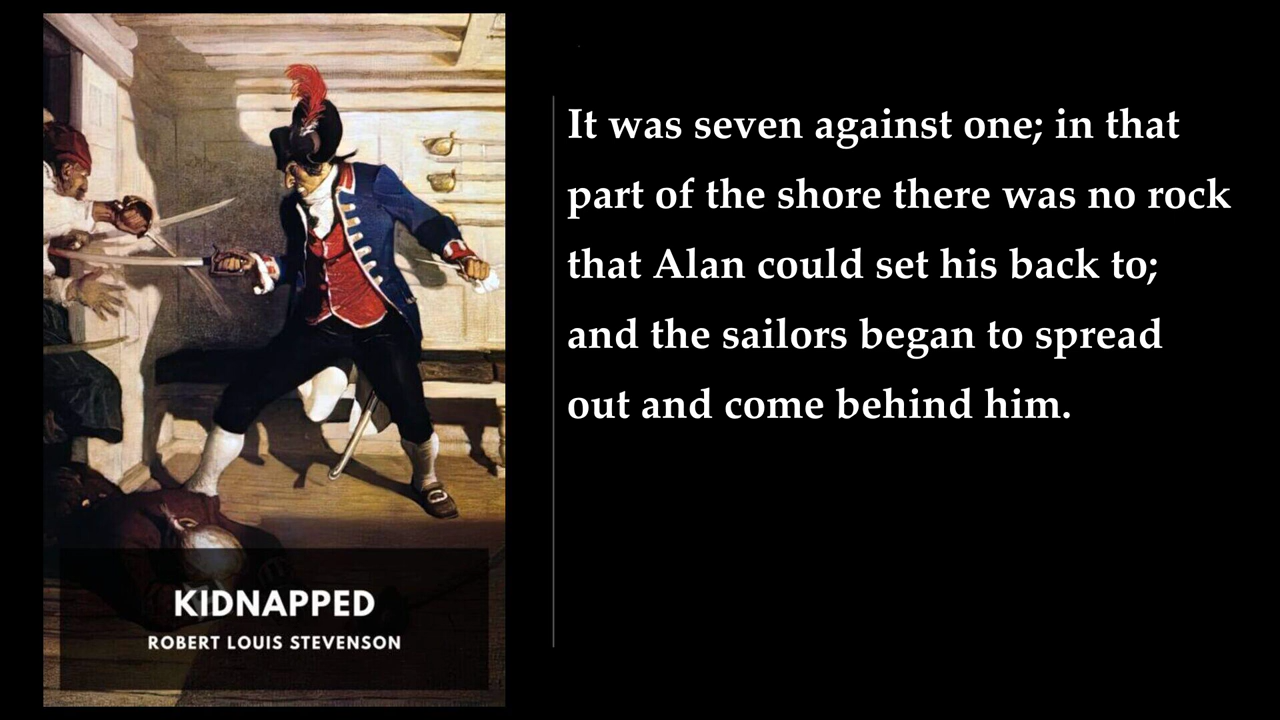 It was seven against one; in that
part of the shore there was no rock
that Alan could set his back to;
and the sailors began to spread
out and come behind him.
KIDNAPPED
ROBERT LOUIS STEVENSON